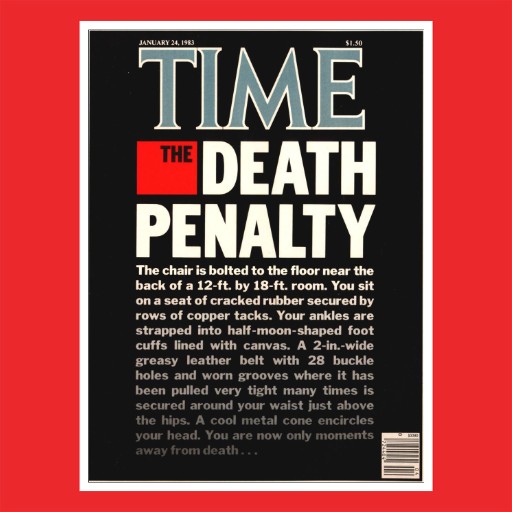 JANUARY 24, 1983 $1.50
TIME
THE DEATH
PENALTY
The chair is bolted to the floor near the
back of a 12-ft. by 18-ft. room. You sit
on a seat of cracked rubber secured by
rows of copper tacks. Your ankles are
strapped into half-moon-shaped foot
cuffs lined with canvas. A 2-in.-wide
greasy leather belt with 28 buckle
holes and worn grooves where it has
been pulled very tight many times is
secured around your waist just above
the hips. A cool metal cone encircles
your head. You are now only moments
away from death . . .